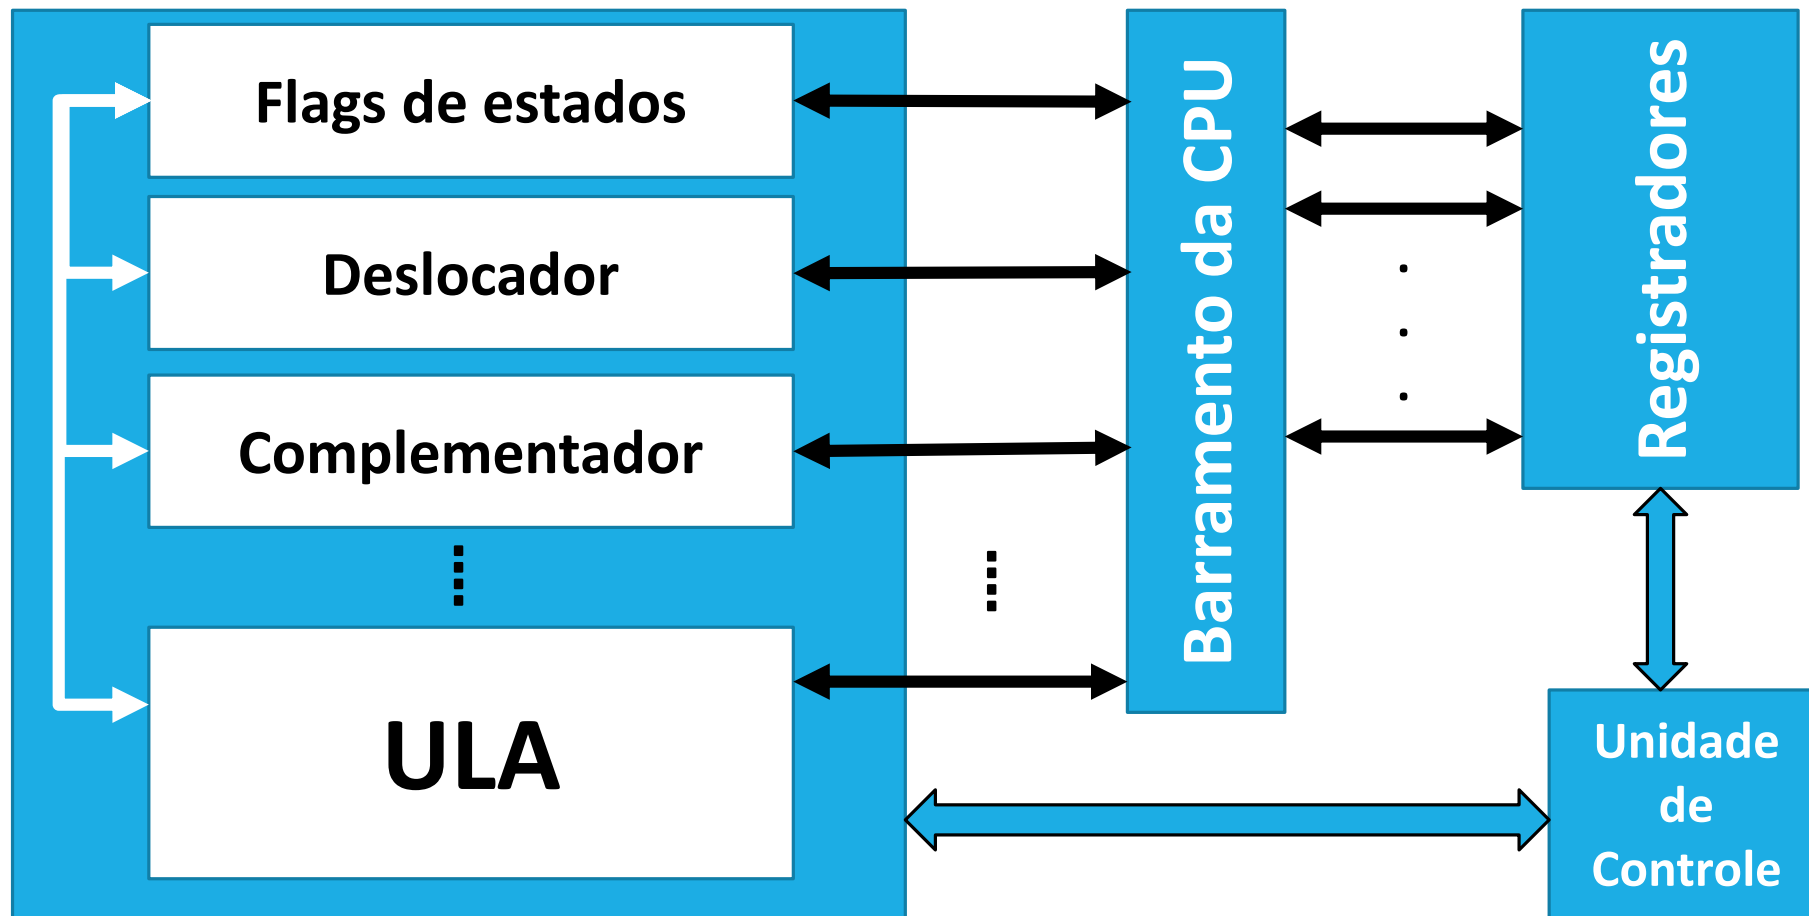 Flags de estados
Deslocador
Complementador
ULA
Barramento da CPU
Registradores
Unidade
de
Controle